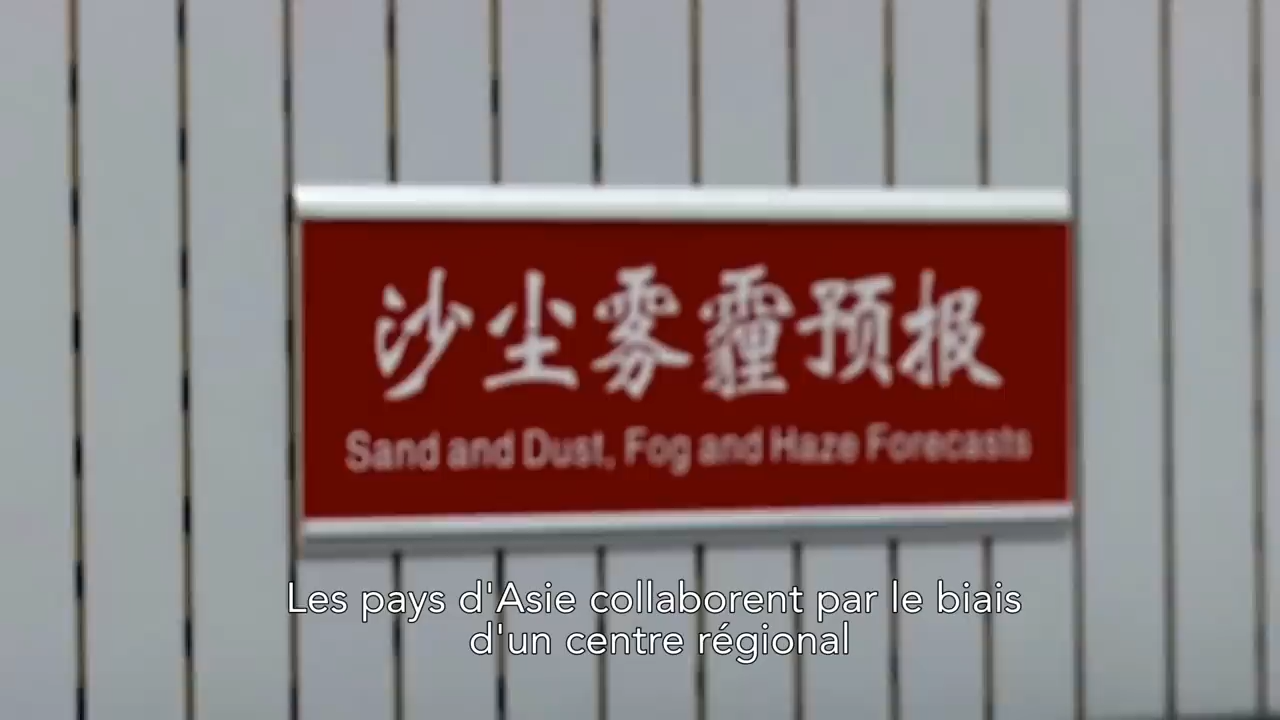 沙尘雾霾预报
Sand and Dust, Fog and Haze Forecasts
Les pays d'Asie collaborent par le biais
d'un centre régional